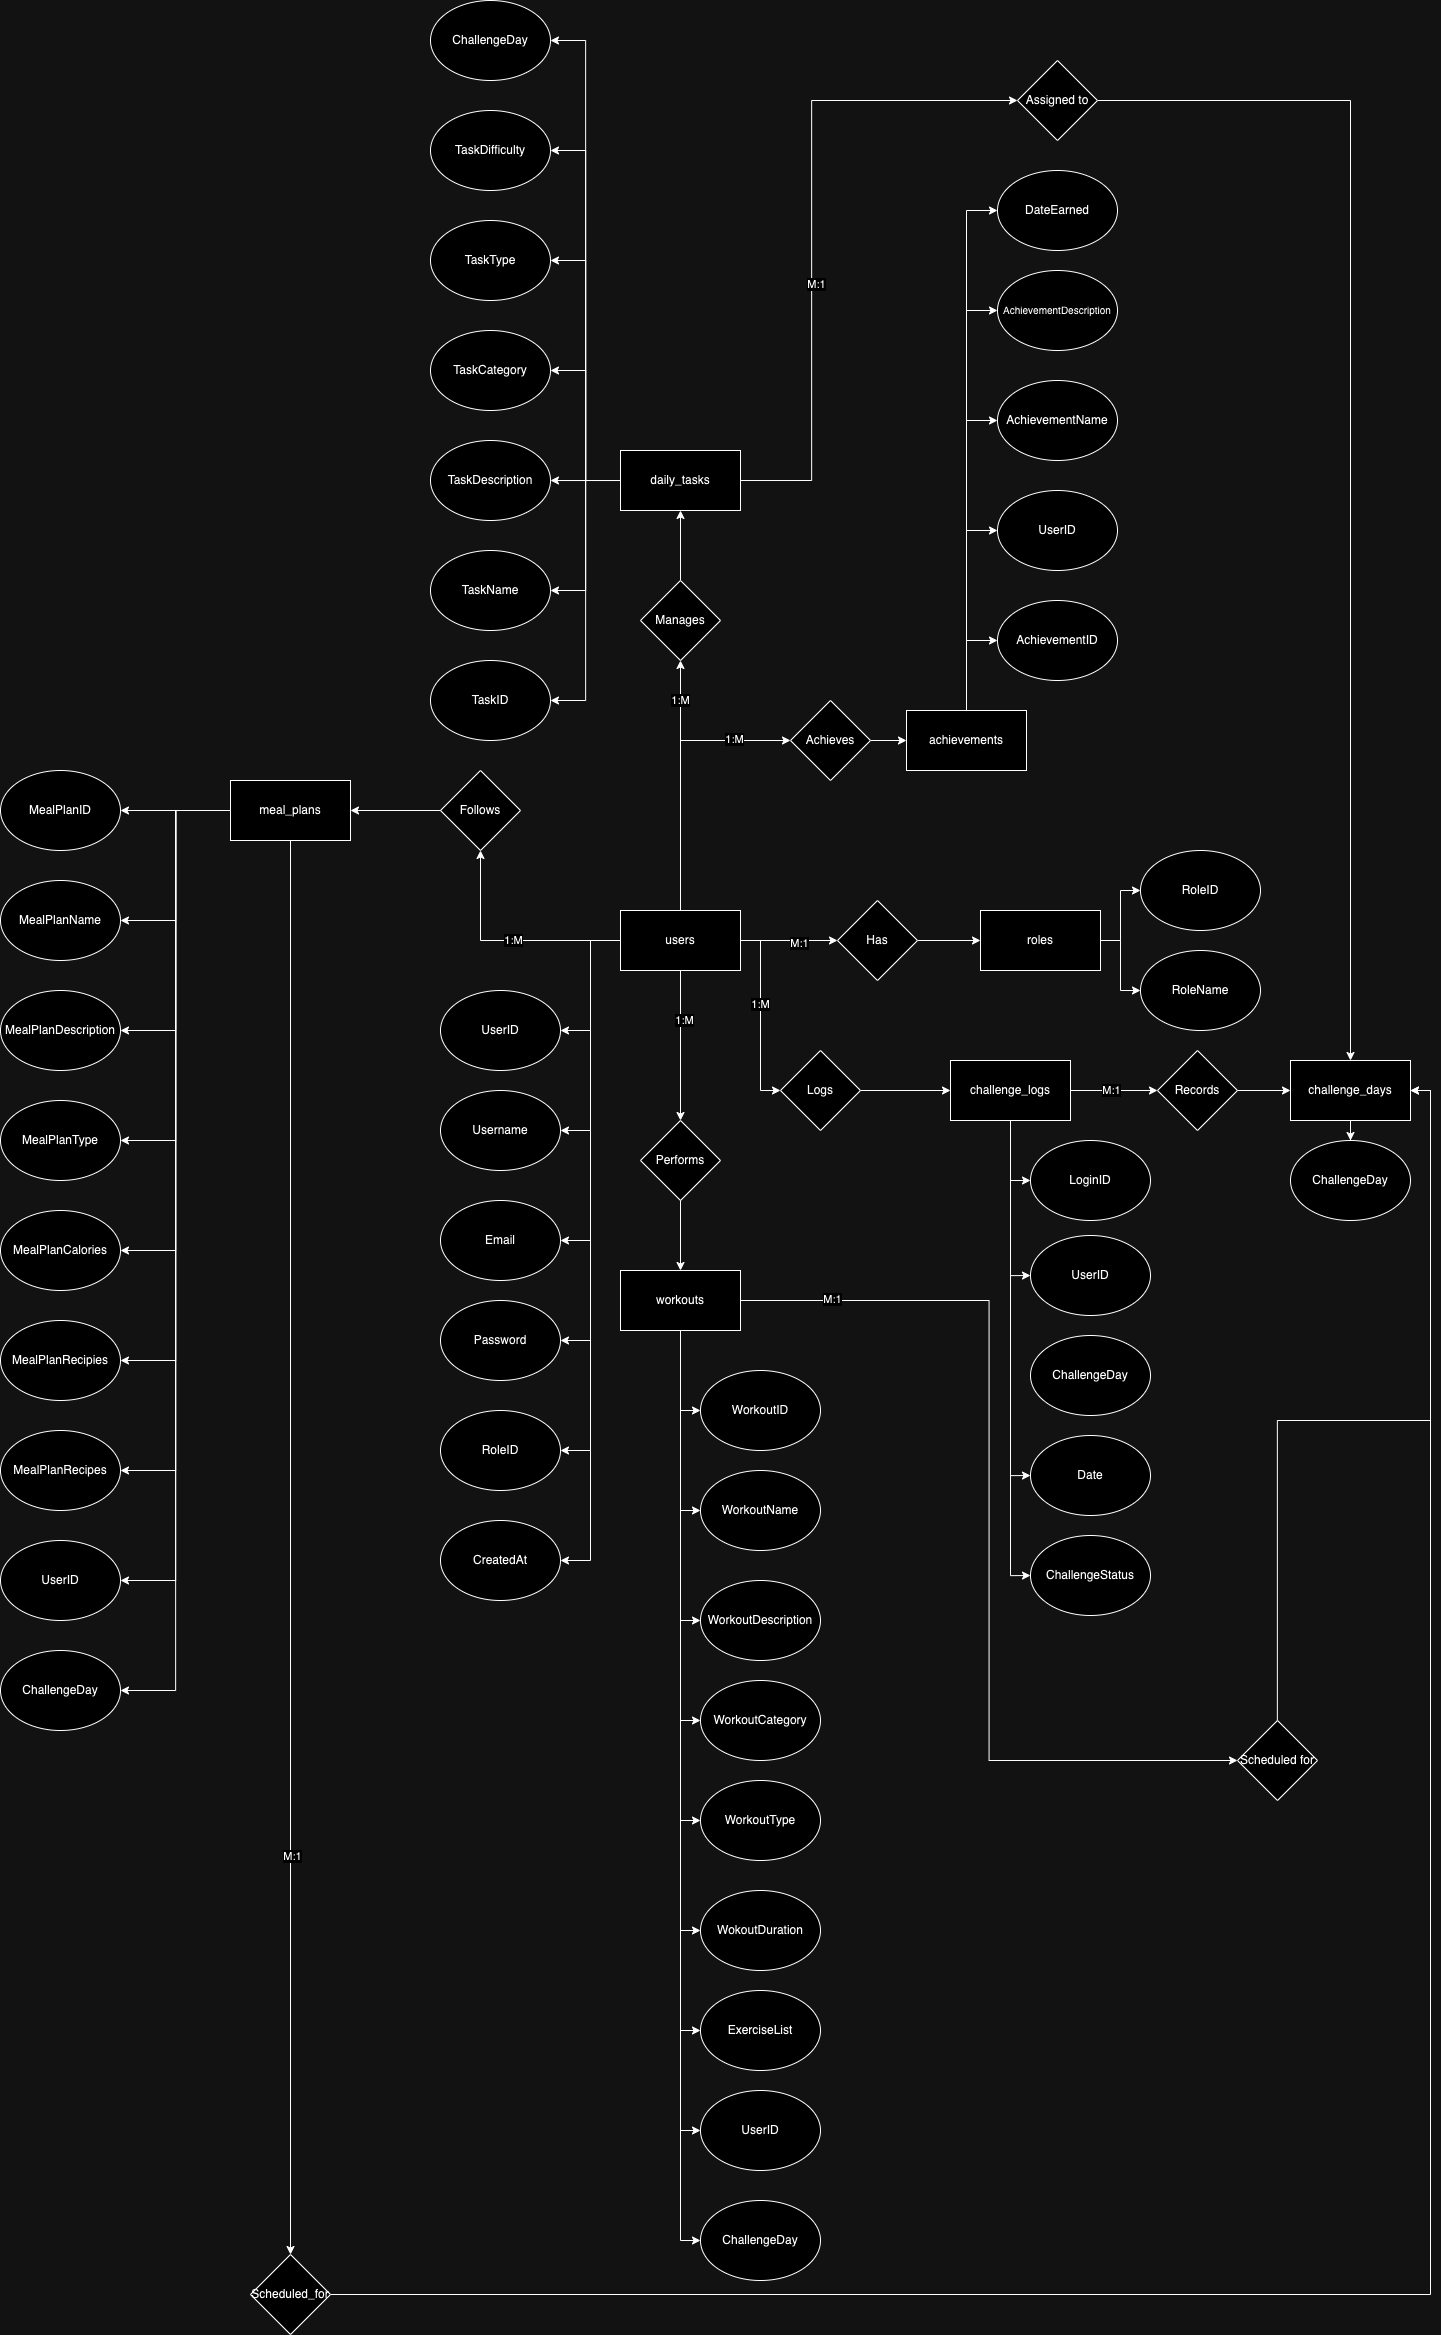 ChallengeDay
Assigned to
TaskDifficulty
DateEarned
TaskType
M:1
AchievementDescription
TaskCategory
AchievementName
TaskDescription
daily_tasks
UserID
TaskName
Manages
AchievementID
TaskID
1:M
1:M
Achieves
achievements
MealPlanID
meal_plans
Follows
RoleID
MealPlanName
1:M
users
M:1
Has
roles
RoleName
1:M
MealPlanDescription
UserID
1:M
Logs
challenge_logs
M:1
Records
challenge_days
MealPlanType
Username
Performs
LoginID
ChallengeDay
MealPlanCalories
Email
UserID
workouts
M:1
MealPlanRecipies
Password
ChallengeDay
WorkoutID
MealPlanRecipes
RoleID
Date
WorkoutName
UserID
CreatedAt
ChallengeStatus
WorkoutDescription
ChallengeDay
WorkoutCategory
Scheduled for
WorkoutType
M:1
WokoutDuration
ExerciseList
UserID
ChallengeDay
Scheduled_for